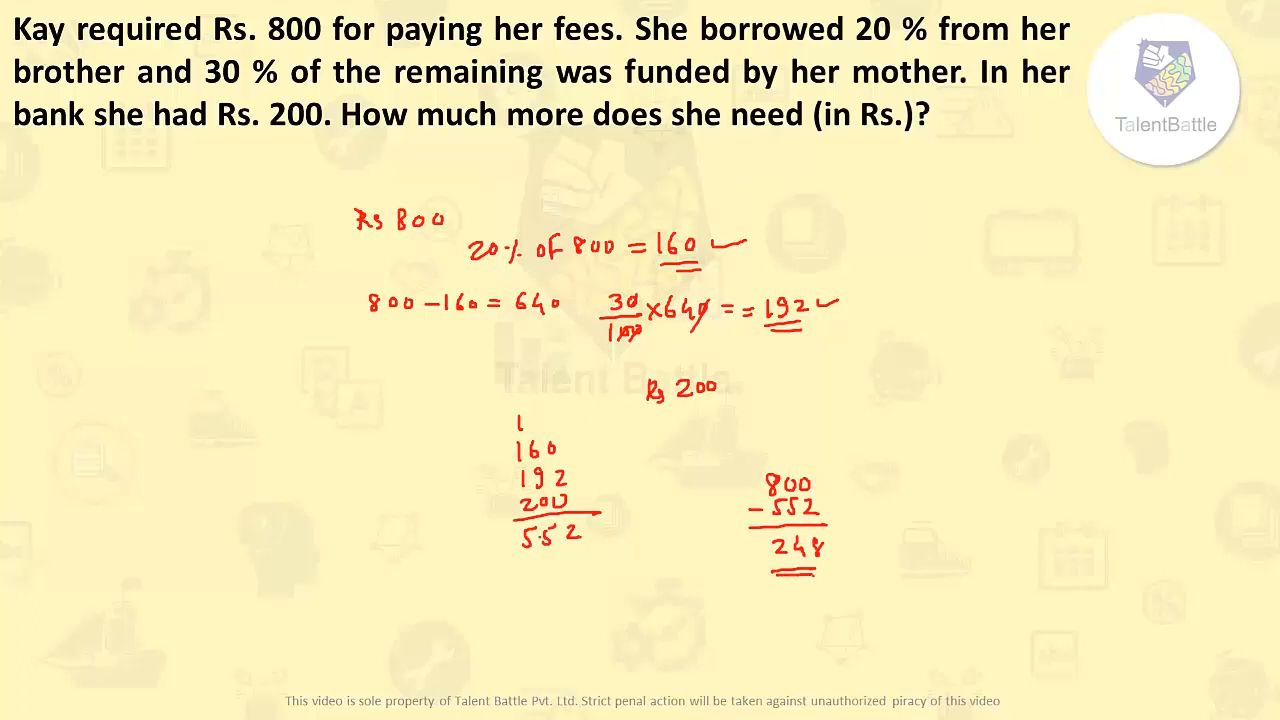 Kay required Rs. 800 for paying her fees. She borrowed 20 % from her
brother and 30 % of the remaining was funded by her mother. In her
bank she had Rs. 200. How much more does she need (in Rs.)?
TalentBattle
Rs 800
20% of 800 = 160
800 - 160 = 640
30/100 × 640 = = 192
Talent Battle
Rs 200
1
160
192
200
552
800
- 552
248
This video is sole property of Talent Battle Pvt. Ltd. Strict penal action will be taken against unauthorized piracy of this video